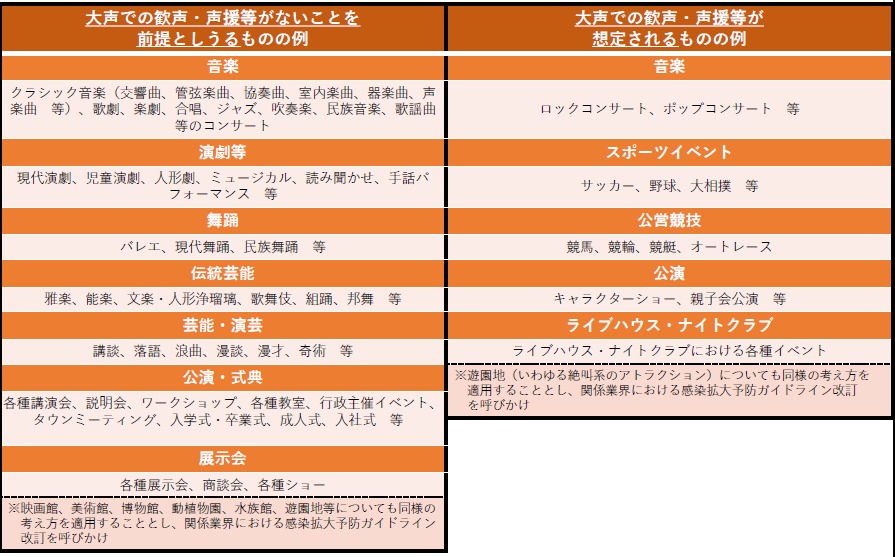 大声での歓声・声援等がないことを
前提としうるものの例
音楽
クラシック音楽（交響曲、管弦楽曲、協奏曲、室内楽曲、器楽曲、声
楽曲　等）、歌劇、楽劇、合唱、ジャズ、吹奏楽、民族音楽、歌謡曲
等のコンサート
演劇等
現代演劇、児童演劇、人形劇、ミュージカル、読み聞かせ、手話パ
フォーマンス　等
舞踊
バレエ、現代舞踊、民族舞踊　等
伝統芸能
雅楽、能楽、文楽・人形浄瑠璃、歌舞伎、組踊、邦舞　等
芸能・演芸
講談、落語、浪曲、漫談、漫才、奇術　等
公演・式典
各種講演会、説明会、ワークショップ、各種教室、行政主催イベント、
タウンミーティング、入学式・卒業式、成人式、入社式　等
展示会
各種展示会、商談会、各種ショー
※映画館、美術館、博物館、動植物園、水族館、遊園地等についても同様の
考え方を適用することとし、関係業界における感染拡大予防ガイドライン
改訂を呼びかけ
大声での歓声・声援等が
想定されるものの例
音楽
ロックコンサート、ポップコンサート　等
スポーツイベント
サッカー、野球、大相撲　等
公営競技
競馬、競輪、競艇、オートレース
公演
キャラクターショー、親子会公演　等
ライブハウス・ナイトクラブ
ライブハウス・ナイトクラブにおける各種イベント
※遊園地（いわゆる絶叫系のアトラクション）についても同様の考え方を
適用することとし、関係業界における感染拡大予防ガイドライン改訂
を呼びかけ